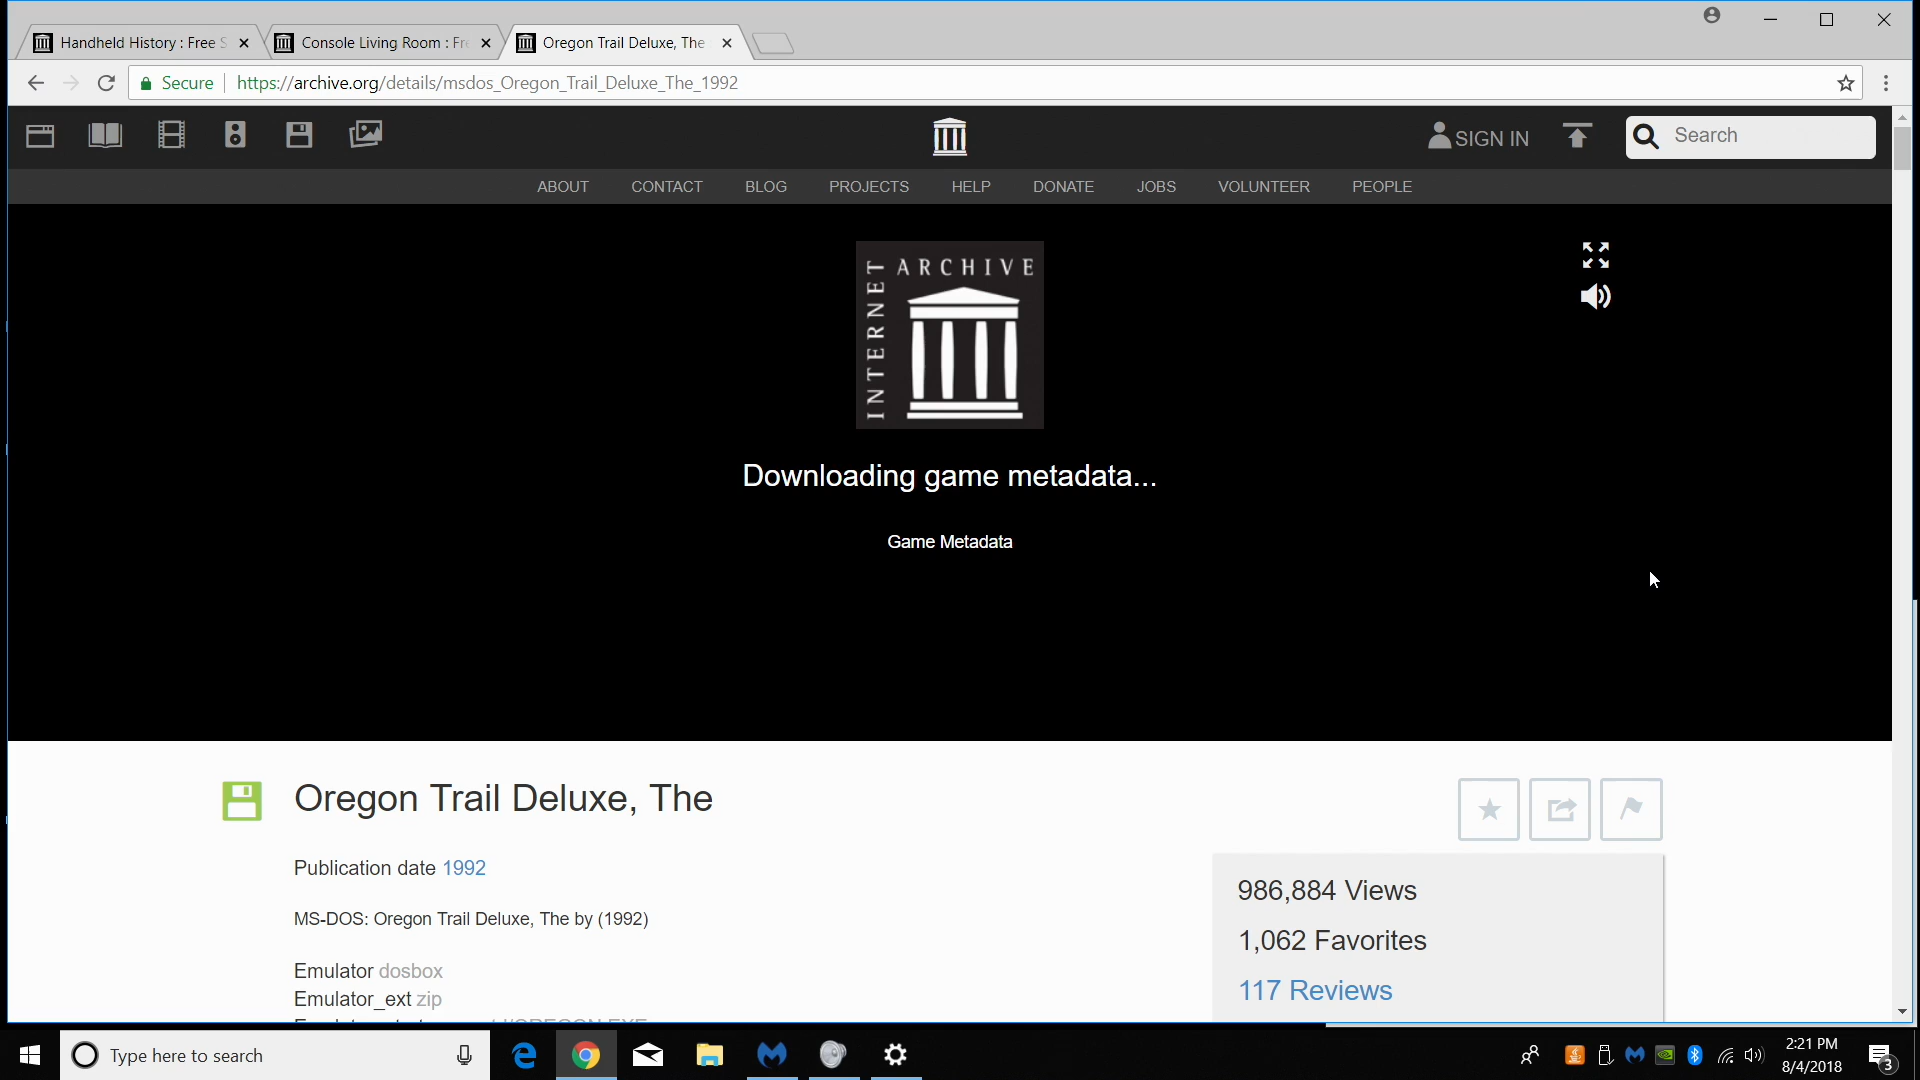 Handheld History : Free S
Console Living Room : Fre
Oregon Trail Deluxe, The
Secure
https://archive.org/details/msdos_Oregon_Trail_Deluxe_The_1992
SIGN IN
Search
ABOUT CONTACT BLOG PROJECTS HELP DONATE JOBS VOLUNTEER PEOPLE
INTERNET ARCHIVE
Downloading game metadata...
Game Metadata
Oregon Trail Deluxe, The
Publication date 1992
MS-DOS: Oregon Trail Deluxe, The by (1992)
Emulator dosbox
Emulator_ext zip
986,884 Views
1,062 Favorites
117 Reviews
Type here to search
2:21 PM
8/4/2018
3